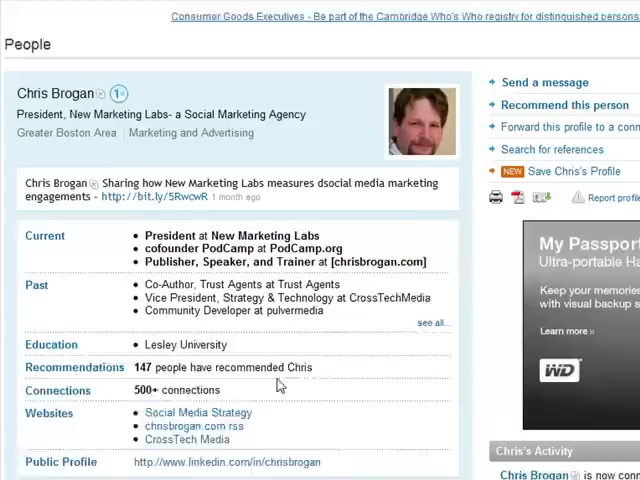 Consumer Goods Executives - Be part of the Cambridge Who's Who registry for distinguished persons.
People
Chris Brogan 1st
President, New Marketing Labs- a Social Marketing Agency
Greater Boston Area | Marketing and Advertising
Chris Brogan Sharing how New Marketing Labs measures dsocial media marketing
engagements - http://bit.ly/5RwcwR 1 month ago
Current
• President at New Marketing Labs
• cofounder PodCamp at PodCamp.org
• Publisher, Speaker, and Trainer at [chrisbrogan.com]
Past
• Co-Author, Trust Agents at Trust Agents
• Vice President, Strategy & Technology at CrossTechMedia
• Community Developer at pulvermedia
see all...
Education
• Lesley University
Recommendations 147 people have recommended Chris
Connections 500+ connections
Websites
• Social Media Strategy
• chrisbrogan.com rss
• CrossTech Media
Public Profile http://www.linkedin.com/in/chrisbrogan
Send a message
Recommend this person
Forward this profile to a conn
Search for references
NEW Save Chris's Profile
Report profile
My Passpor
Ultra-portable Ha
Keep your memories
with visual backup s
Learn more »
WD
Chris's Activity
Chris Brogan is now conn